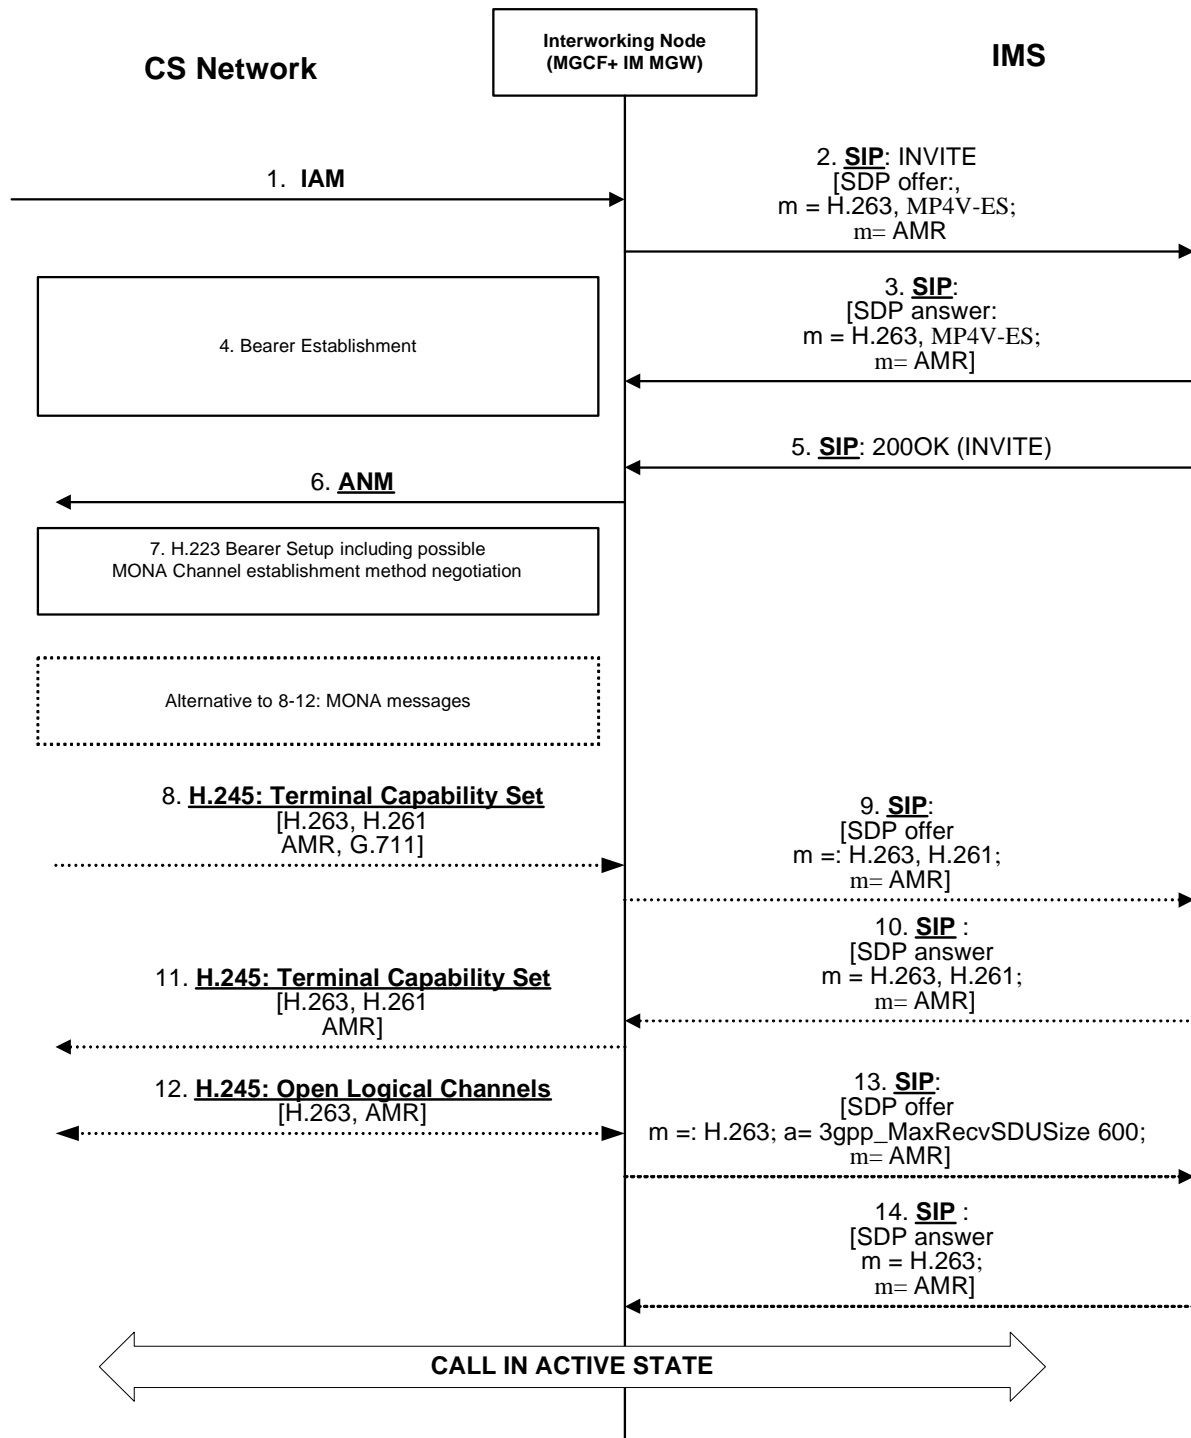 CS Network
Interworking Node
(MGCF+ IM MGW)
IMS
1. IAM
2. SIP: INVITE
[SDP offer:,
m = H.263, MP4V-ES;
m= AMR
3. SIP:
[SDP answer:
m = H.263, MP4V-ES;
m= AMR]
4. Bearer Establishment
5. SIP: 200OK (INVITE)
6. ANM
7. H.223 Bearer Setup including possible
MONA Channel establishment method negotiation
Alternative to 8-12: MONA messages
8. H.245: Terminal Capability Set
[H.263, H.261
AMR, G.711]
9. SIP:
[SDP offer
m =: H.263, H.261;
m= AMR]
10. SIP :
[SDP answer
m = H.263, H.261;
m= AMR]
11. H.245: Terminal Capability Set
[H.263, H.261
AMR]
12. H.245: Open Logical Channels
[H.263, AMR]
13. SIP:
[SDP offer
m =: H.263; a= 3gpp_MaxRecvSDUSize 600;
m= AMR]
14. SIP :
[SDP answer
m = H.263;
m= AMR]
CALL IN ACTIVE STATE